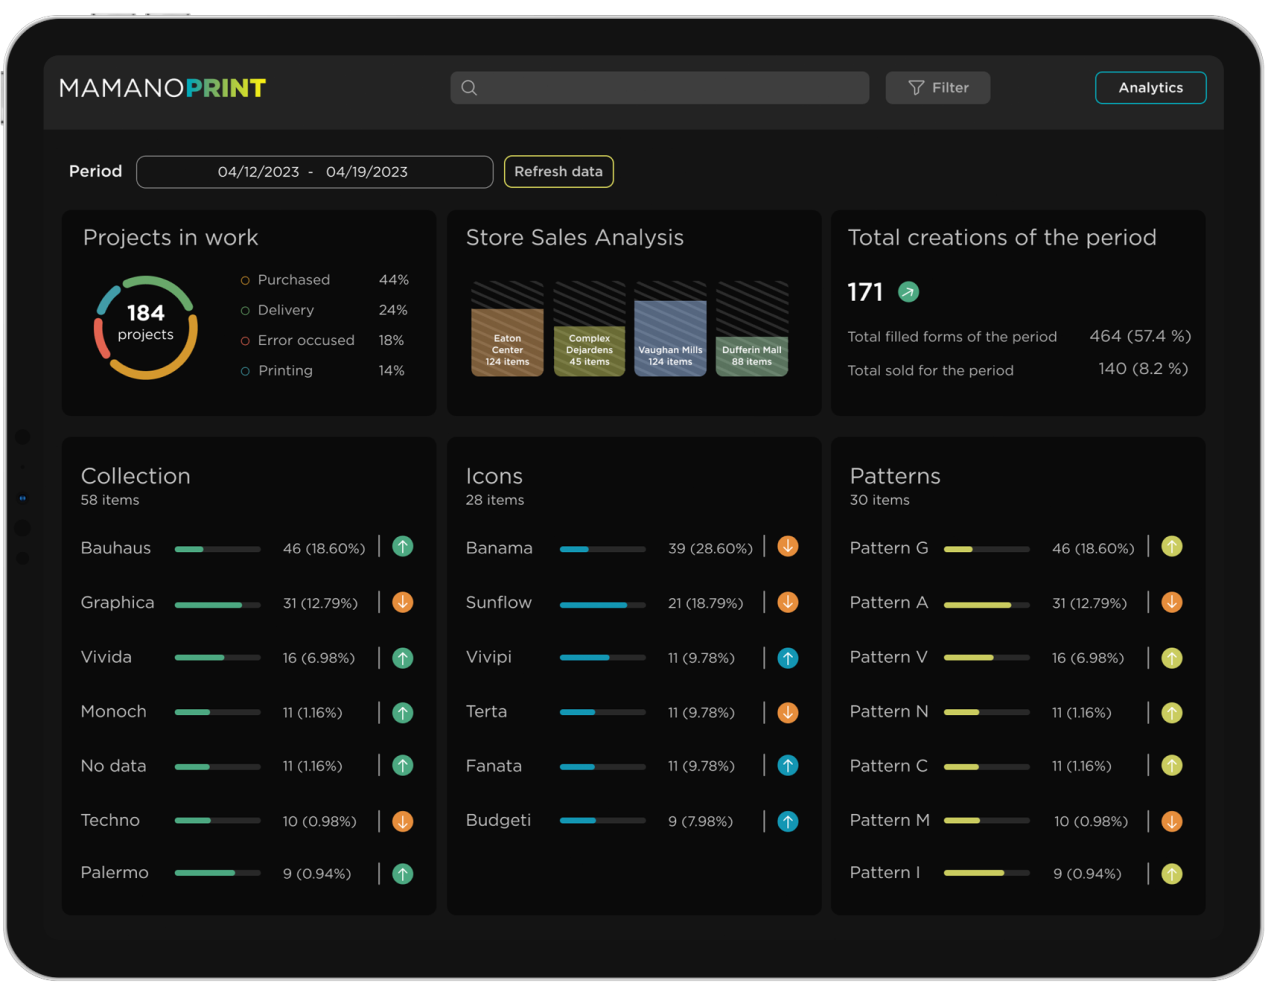 MAMANOPRINT
Filter
Analytics
Period
04/12/2023 - 04/19/2023
Refresh data
Projects in work
184
projects
Purchased 44%
Delivery 24%
Error occused 18%
Printing 14%
Store Sales Analysis
Eaton
Center
124 items
Complex
Dejardens
45 items
Vaughan Mills
124 items
Dufferin Mall
88 items
Total creations of the period
171
Total filled forms of the period 464 (57.4 %)
Total sold for the period 140 (8.2 %)
Collection
58 items
Bauhaus 46 (18.60%)
Graphica 31 (12.79%)
Vivida 16 (6.98%)
Monoch 11 (1.16%)
No data 11 (1.16%)
Techno 10 (0.98%)
Palermo 9 (0.94%)
Icons
28 items
Banama 39 (28.60%)
Sunflow 21 (18.79%)
Vivipi 11 (9.78%)
Terta 11 (9.78%)
Fanata 11 (9.78%)
Budgeti 9 (7.98%)
Patterns
30 items
Pattern G 46 (18.60%)
Pattern A 31 (12.79%)
Pattern V 16 (6.98%)
Pattern N 11 (1.16%)
Pattern C 11 (1.16%)
Pattern M 10 (0.98%)
Pattern I 9 (0.94%)